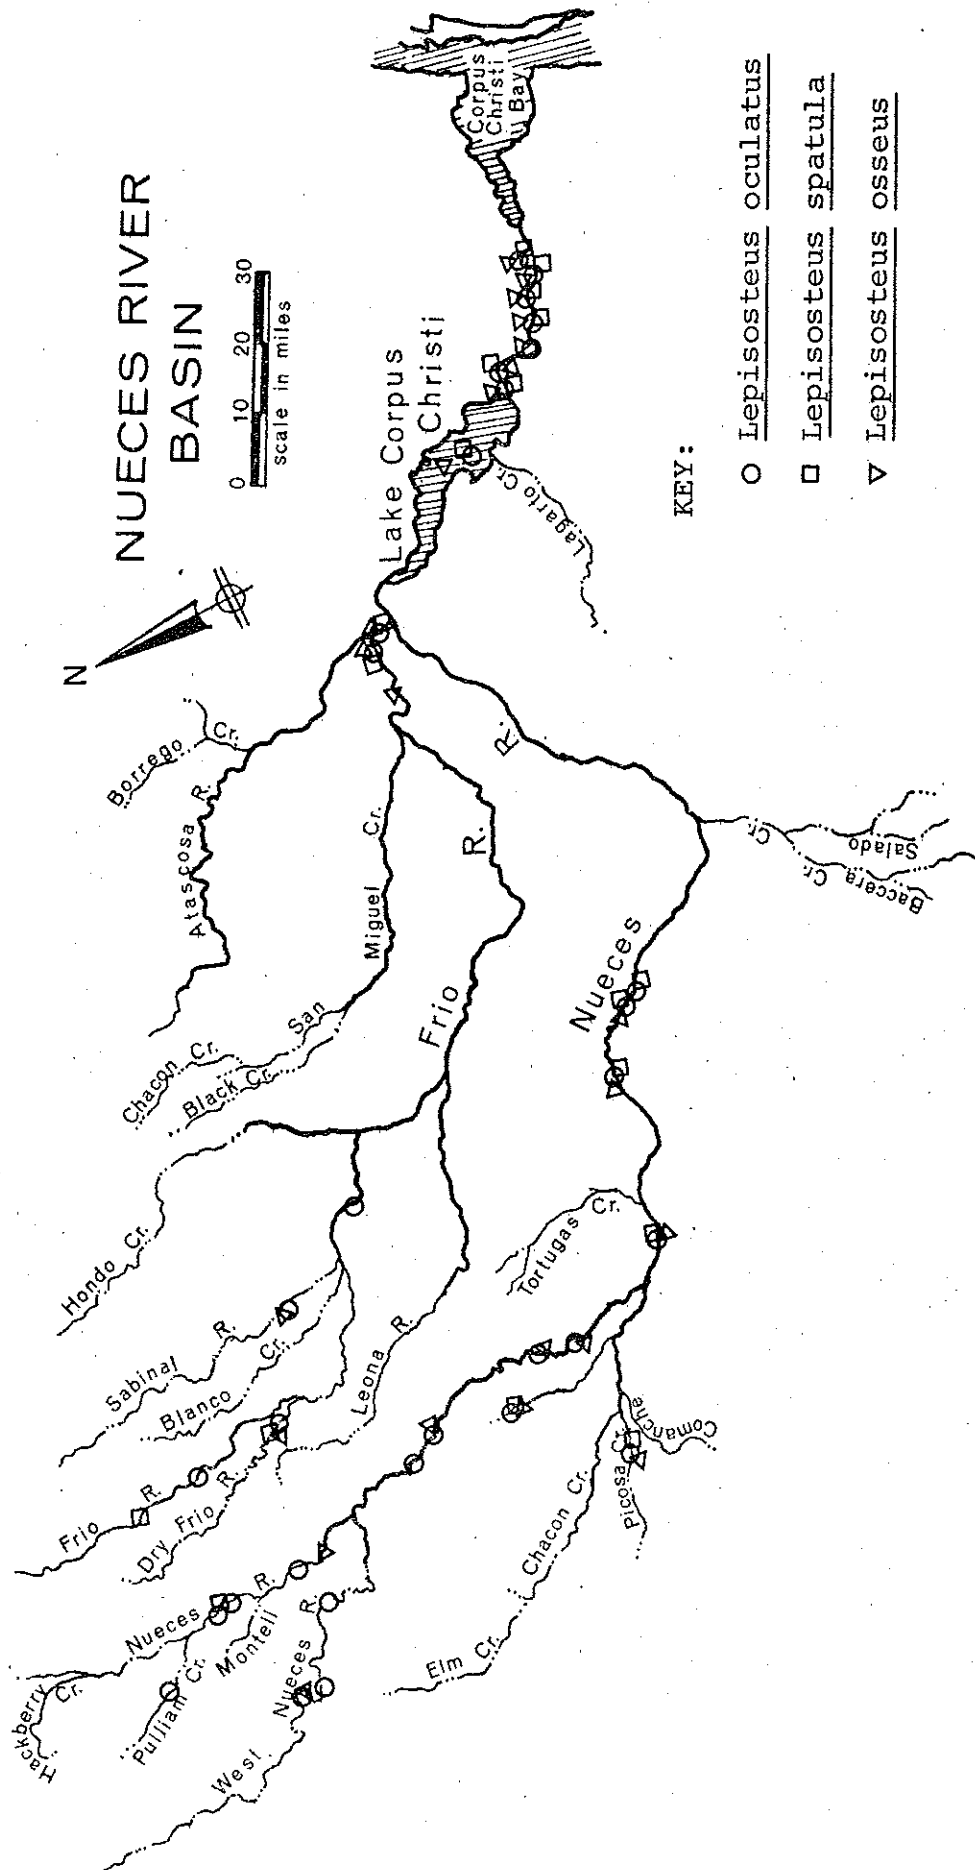 NUECES RIVER
BASIN
0 10 20 30
scale in miles
N
Corpus
Christi
Bay
Lake Corpus
Christi
Lagarto Cr.
Borrego Cr.
Atascosa R.
San Miguel Cr.
Chacon Cr.
Black Cr.
Frio R.
Hondo Cr.
Sabinal R.
Blanco Cr.
Leona R.
Frio R.
Dry Frio R.
Nueces R.
Hackberry Cr.
Pulliam Cr.
Montell
West Nueces R.
Nueces R.
Tortugas Cr.
Salado Cr.
Baccera Cr.
Comanche
Picosa Cr.
Chacon Cr.
Elm Cr.
KEY:
Lepisosteus oculatus
Lepisosteus spatula
Lepisosteus osseus